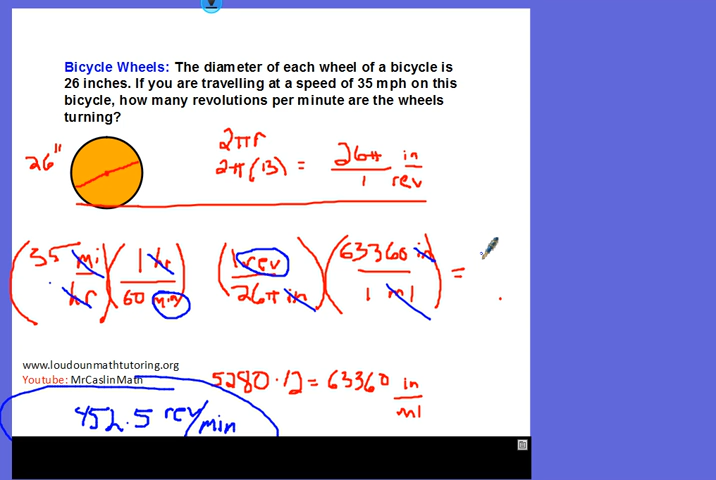 Bicycle Wheels: The diameter of each wheel of a bicycle is
26 inches. If you are travelling at a speed of 35 mph on this
bicycle, how many revolutions per minute are the wheels
turning?
26"
2πr
2π(13) = 26π/1 in/rev
(35 mi/hr)(1 hr/60 min)(1 rev/26π in)(63360 in/1 mi) =
www.loudounmathtutoring.org
Youtube: MrCaslinMath
5280·12 = 63360 in/mi
452.5 rev/min